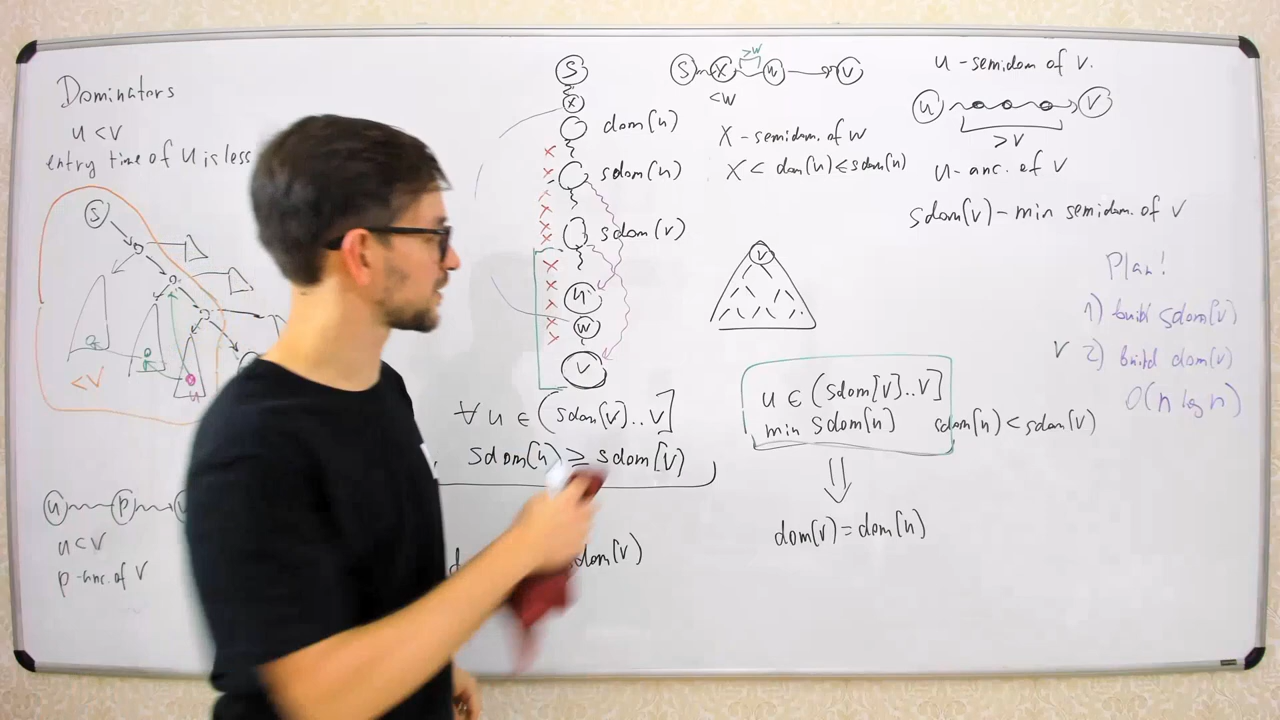 Dominators
u < v
entry time of u is less
S
< v
u
u p
u < v
p - anc. of v
S
x
dom(u)
sdom(u)
sdom(v)
u
w
v
∀ u ∈ (sdom[v]..v]
sdom(u) ≥ sdom[v)
dom(v)
S x w v
> w
< w
x - semidom. of w
x < dom(u) ≤ sdom(u)
v
u ∈ (sdom[v]..v]
min sdom[u]
sdom(u) < sdom(v)
⇓
dom(v) = dom(u)
u - semidom of v.
u v
> v
u - anc. of v
sdom(v) - min semidom. of v
Plan!
1) build sdom[v)
v 2) build dom(v)
O(n log n)